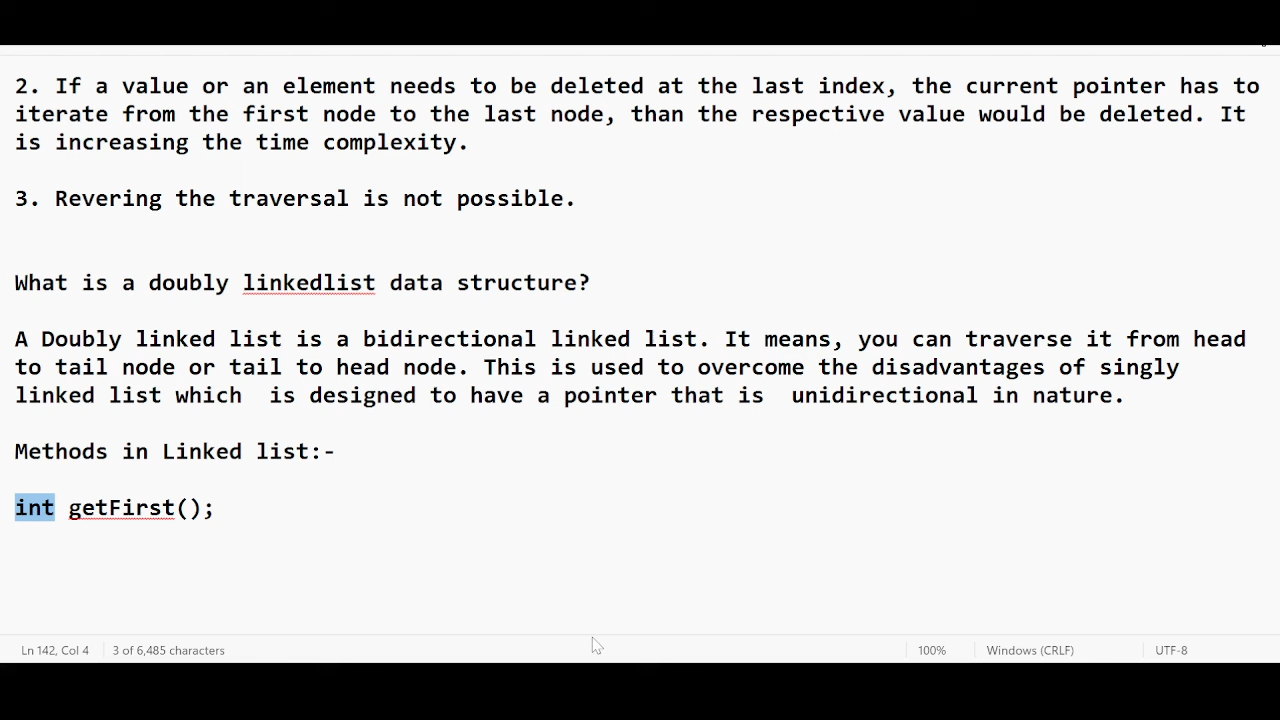 2. If a value or an element needs to be deleted at the last index, the current pointer has to
iterate from the first node to the last node, than the respective value would be deleted. It
is increasing the time complexity.
3. Revering the traversal is not possible.
What is a doubly linkedlist data structure?
A Doubly linked list is a bidirectional linked list. It means, you can traverse it from head
to tail node or tail to head node. This is used to overcome the disadvantages of singly
linked list which  is designed to have a pointer that is  unidirectional in nature.
Methods in Linked list:-
int getFirst();
Ln 142, Col 4 3 of 6,485 characters 100% Windows (CRLF) UTF-8